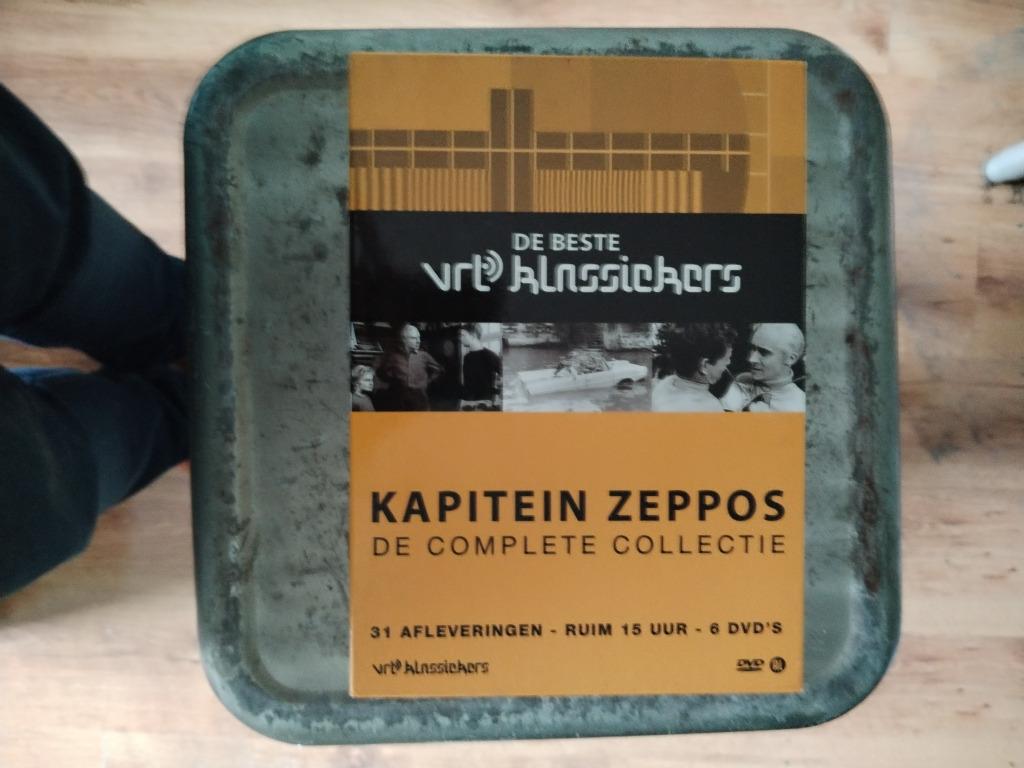 DE BESTE
vrt klassiekers
KAPITEIN ZEPPOS
DE COMPLETE COLLECTIE
31 AFLEVERINGEN - RUIM 15 UUR - 6 DVD'S
vrt klassiekers
DVD AL